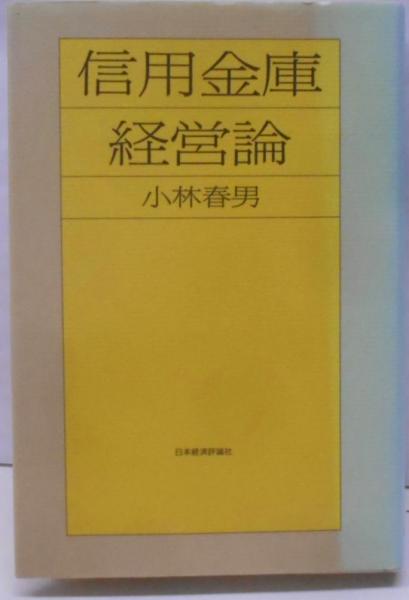 信用金庫
経営論
小林春男
日本経済評論社